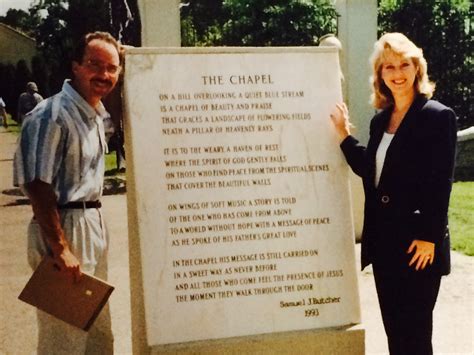 THE CHAPEL
ON A HILL OVERLOOKING A QUIET BLUE STREAM
IS A CHAPEL OF BEAUTY AND PRAISE
THAT GRACES A LANDSCAPE OF FLOWERING FIELDS
NEATH A PILLAR OF HEAVENLY RAYS
IT IS TO THE WEARY, A HAVEN OF REST
WHERE THE SPIRIT OF GOD GENTLY FALLS
ON THOSE WHO FIND PEACE FROM THE SPIRITUAL SCENES
THAT COVER THE BEAUTIFUL WALLS
ON WINGS OF SOFT MUSIC A STORY IS TOLD
OF THE ONE WHO HAS COME FROM ABOVE
TO A WORLD WITHOUT HOPE WITH A MESSAGE OF PEACE
AS HE SPOKE OF HIS FATHER'S GREAT LOVE
IN THE CHAPEL HIS MESSAGE IS STILL CARRIED ON
IN A SWEET WAY AS NEVER BEFORE
AND ALL THOSE WHO COME FEEL THE PRESENCE OF JESUS
THE MOMENT THEY WALK THROUGH THE DOOR
Samuel J. Butcher
1993